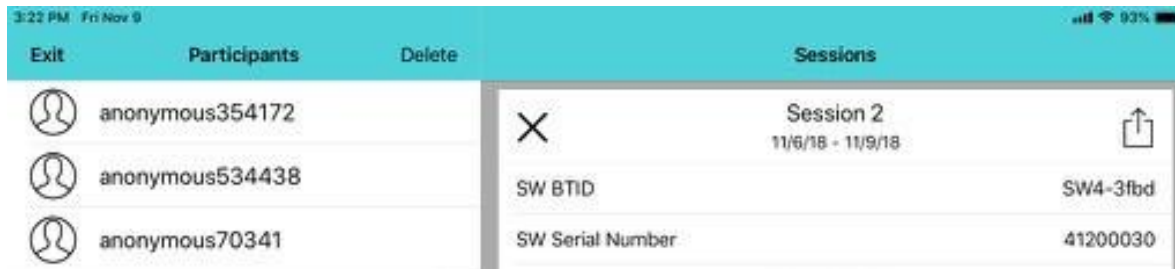 3:22 PM Fri Nov 9 93%
Exit Participants Delete Sessions
anonymous354172
anonymous534438
anonymous70341
Session 2
11/6/18 - 11/9/18
SW BTID SW4-3fbd
SW Serial Number 41200030